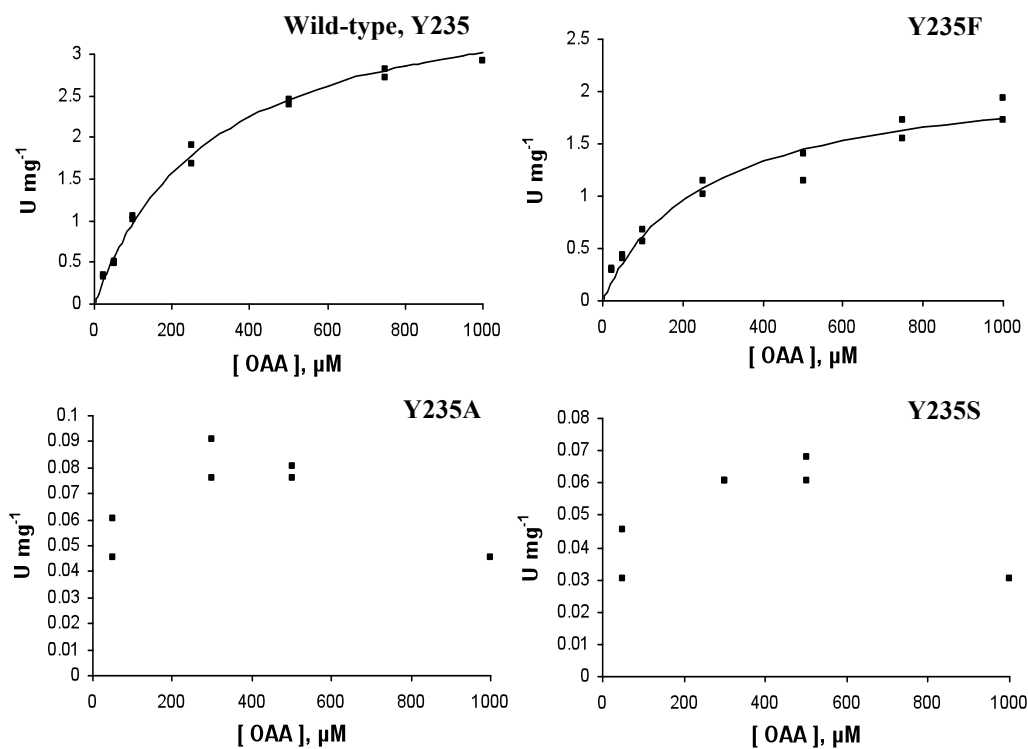 Wild-type, Y235
3
2.5
2
1.5
1
0.5
0
U mg-1
0 200 400 600 800 1000
[ OAA ], µM
Y235F
2.5
2
1.5
1
0.5
0
U mg-1
0 200 400 600 800 1000
[ OAA ], µM
Y235A
0.1
0.09
0.08
0.07
0.06
0.05
0.04
0.03
0.02
0.01
0
U mg-1
0 200 400 600 800 1000
[ OAA ], µM
Y235S
0.08
0.07
0.06
0.05
0.04
0.03
0.02
0.01
0
U mg-1
0 200 400 600 800 1000
[ OAA ], µM